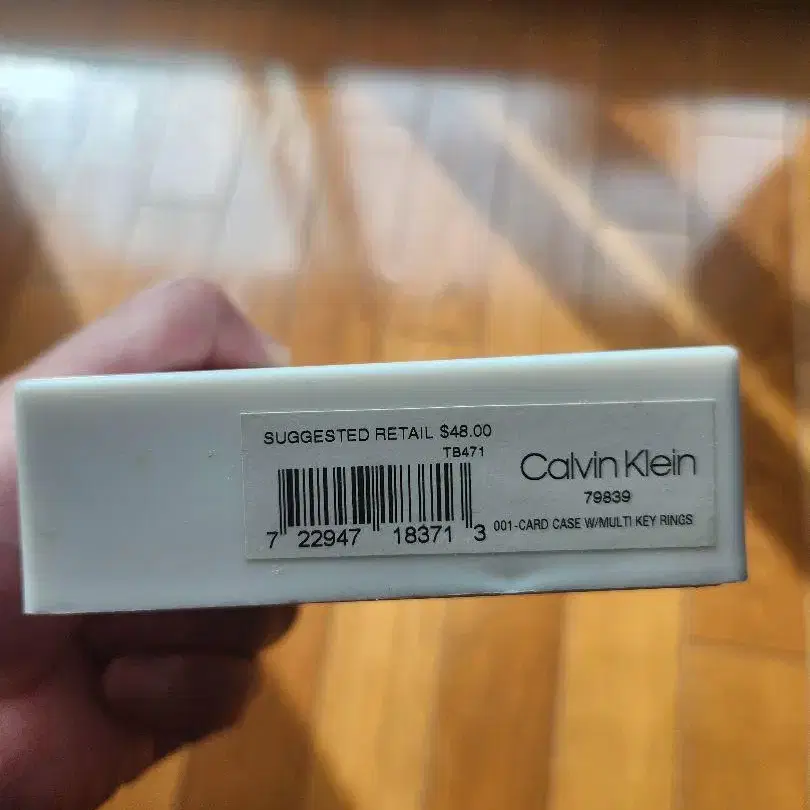 SUGGESTED RETAIL $48.00
TB471
7 22947 18371 3
Calvin Klein
79839
001-CARD CASE W/MULTI KEY RINGS